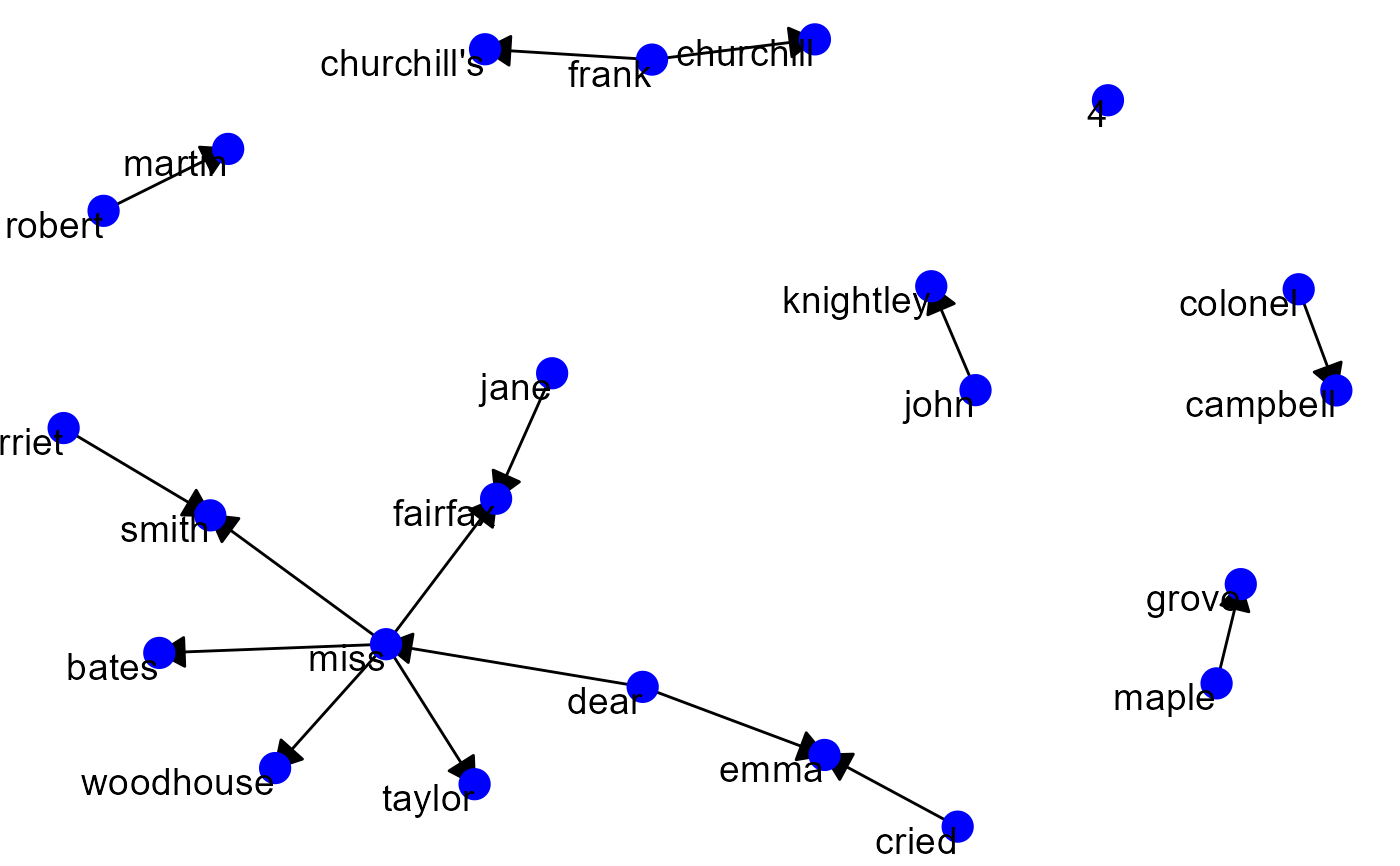 churchill's
frank
churchill
4
martin
robert
knightley
colonel
jane
john
campbell
rriet
smith
fairfax
grove
miss
bates
dear
maple
woodhouse
taylor
emma
cried